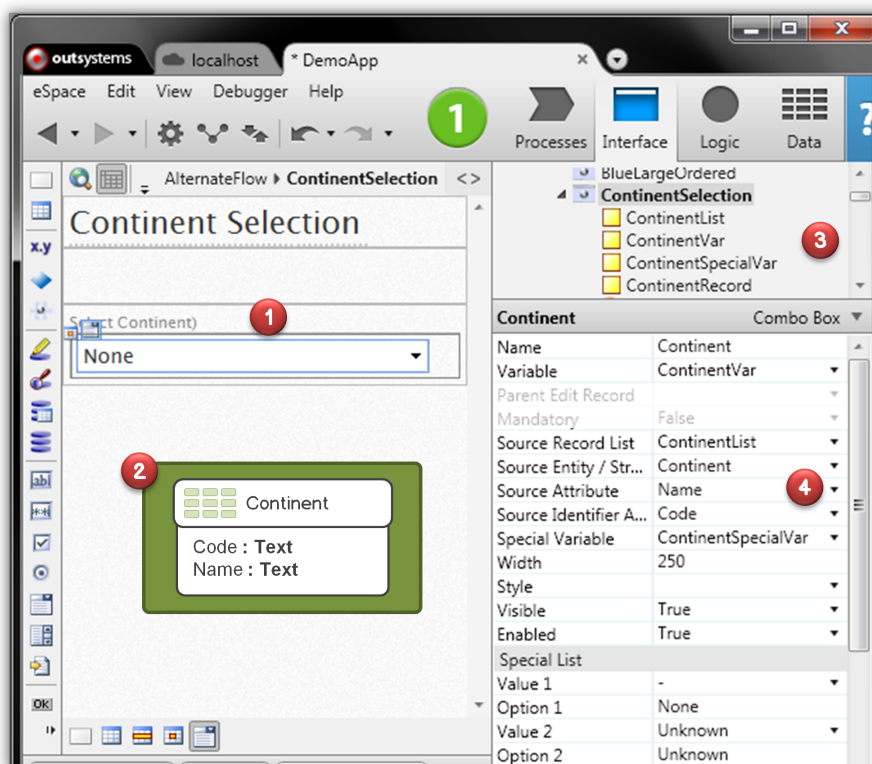 outsystems localhost * DemoApp
eSpace Edit View Debugger Help
1
Processes Interface Logic Data
?
AlternateFlow ContinentSelection < >
Continent Selection
Select Continent)
1
None
2
Continent
Code : Text
Name : Text
x.y
abl
OK
BlueLargeOrdered
ContinentSelection
ContinentList
ContinentVar
3
ContinentSpecialVar
ContinentRecord
Continent Combo Box
Name Continent
Variable ContinentVar
Parent Edit Record
Mandatory False
Source Record List ContinentList
Source Entity / Str... Continent
Source Attribute Name
4
Source Identifier A... Code
Special Variable ContinentSpecialVar
Width 250
Style
Visible True
Enabled True
Special List
Value 1 -
Option 1 None
Value 2 Unknown
Option 2 Unknown